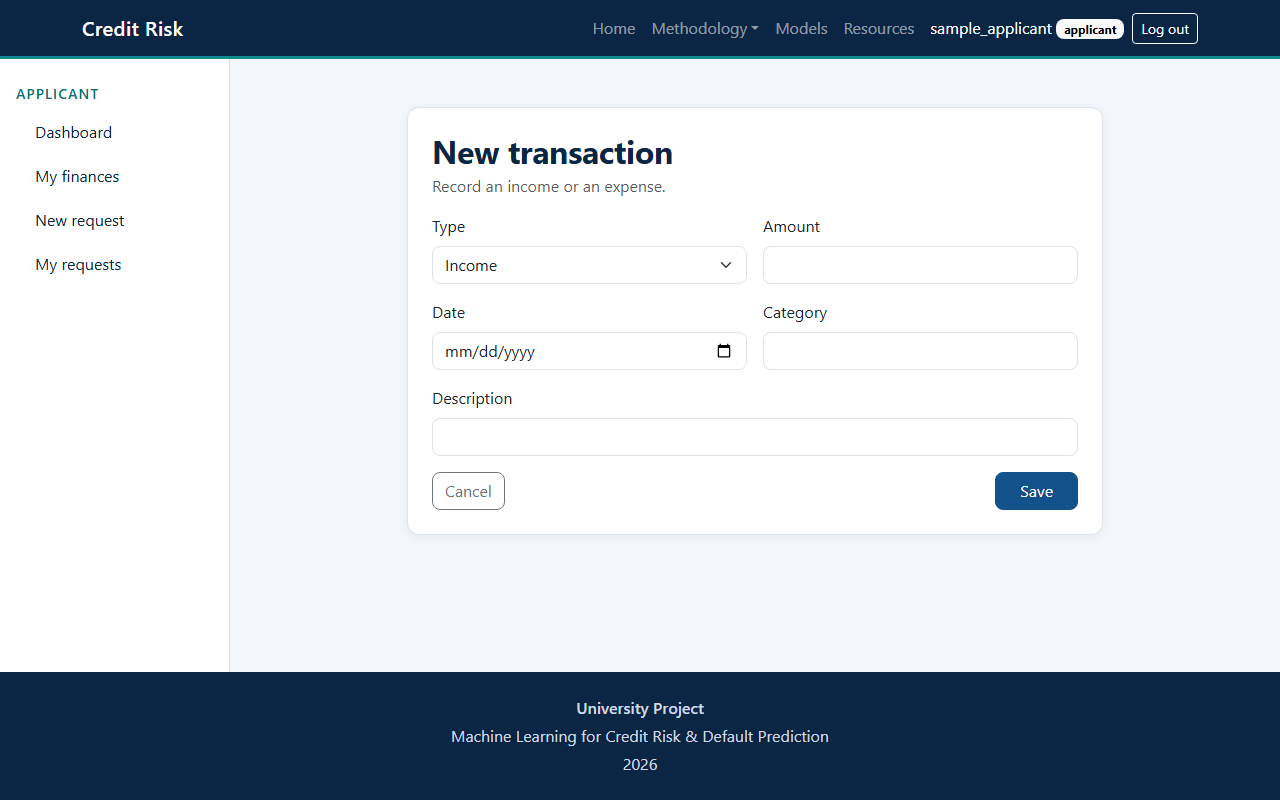 Credit Risk
Home Methodology Models Resources sample_applicant applicant Log out
APPLICANT
Dashboard
My finances
New request
My requests
New transaction
Record an income or an expense.
Type Amount
Income
Date Category
mm/dd/yyyy
Description
Cancel Save
University Project
Machine Learning for Credit Risk & Default Prediction
2026